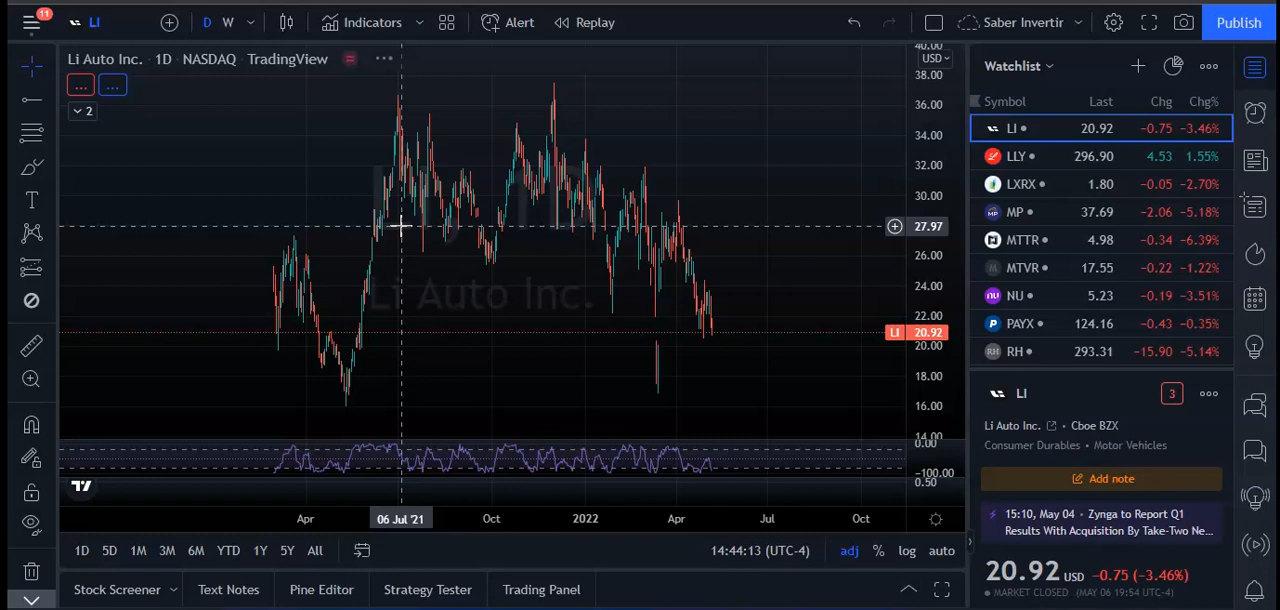 11
LI
D W
Indicators
Alert
Replay
Saber Invertir
Publish
Li Auto Inc. · 1D · NASDAQ · TradingView
...
...
2
USD
40.00
38.00
36.00
34.00
32.00
30.00
27.97
26.00
24.00
22.00
LI 20.92
20.00
18.00
16.00
14.00
0.00
−100.00
0.50
LI, 1D
Li Auto Inc.
Apr
06 Jul '21
Oct
2022
Apr
Jul
Oct
1D 5D 1M 3M 6M YTD 1Y 5Y All
14:44:13 (UTC-4)
adj % log auto
Stock Screener
Text Notes
Pine Editor
Strategy Tester
Trading Panel
Watchlist
Symbol Last Chg Chg%
LI 20.92 −0.75 −3.46%
LLY 296.90 4.53 1.55%
LXRX 1.80 −0.05 −2.70%
MP MP 37.69 −2.06 −5.18%
MTTR 4.98 −0.34 −6.39%
MTVR 17.55 −0.22 −1.22%
nu NU 5.23 −0.19 −3.51%
PAYX 124.16 −0.43 −0.35%
RH RH 293.31 −15.90 −5.14%
LI
3
Li Auto Inc. • Cboe BZX
Consumer Durables • Motor Vehicles
Add note
15:10, May 04 • Zynga to Report Q1
Results With Acquisition By Take-Two Ne...
20.92 USD −0.75 (−3.46%)
MARKET CLOSED (MAY 06 19:54 UTC-4)